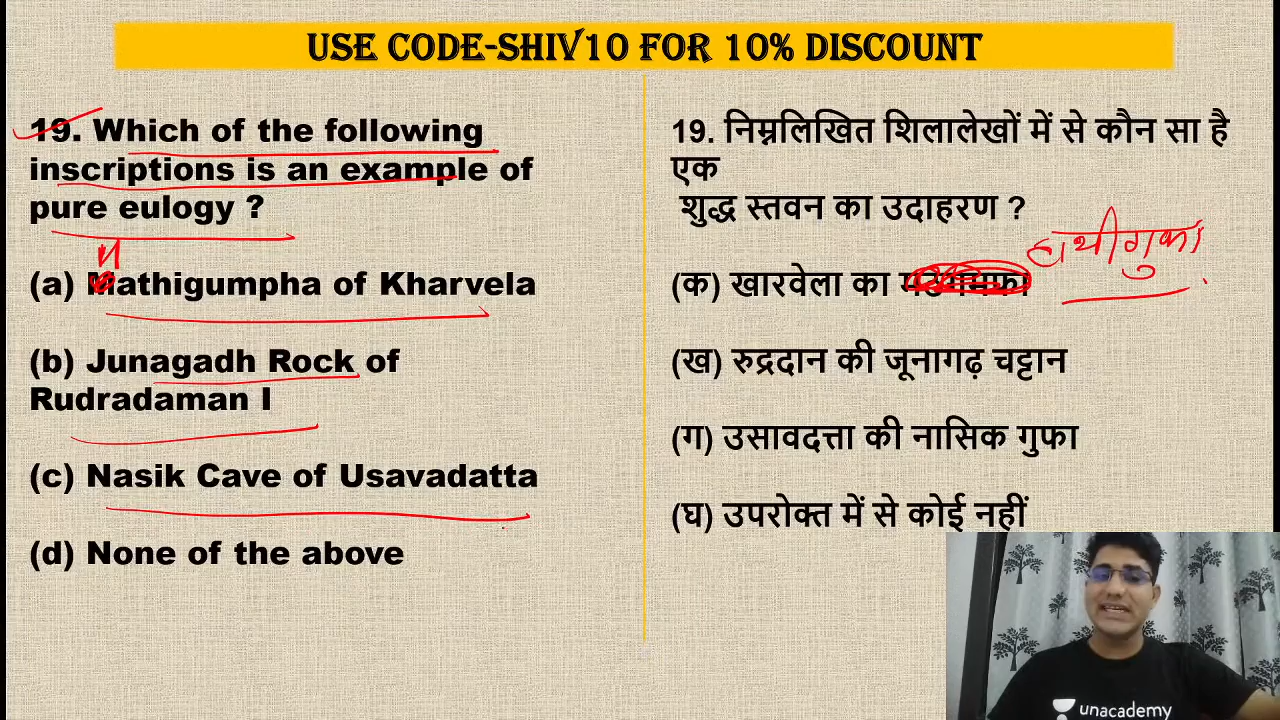 USE CODE-SHIV10 FOR 10% DISCOUNT
19. Which of the following
inscriptions is an example of
pure eulogy ?
H
(a) Mathigumpha of Kharvela
(b) Junagadh Rock of
Rudradaman I
(c) Nasik Cave of Usavadatta
(d) None of the above
19. निम्नलिखित शिलालेखों में से कौन सा है
एक
शुद्ध स्तवन का उदाहरण ?
हाथीगुफा
(क) खारवेला का
(ख) रुद्रदान की जूनागढ़ चट्टान
(ग) उसावदत्ता की नासिक गुफा
(घ) उपरोक्त में से कोई नहीं
unacademy